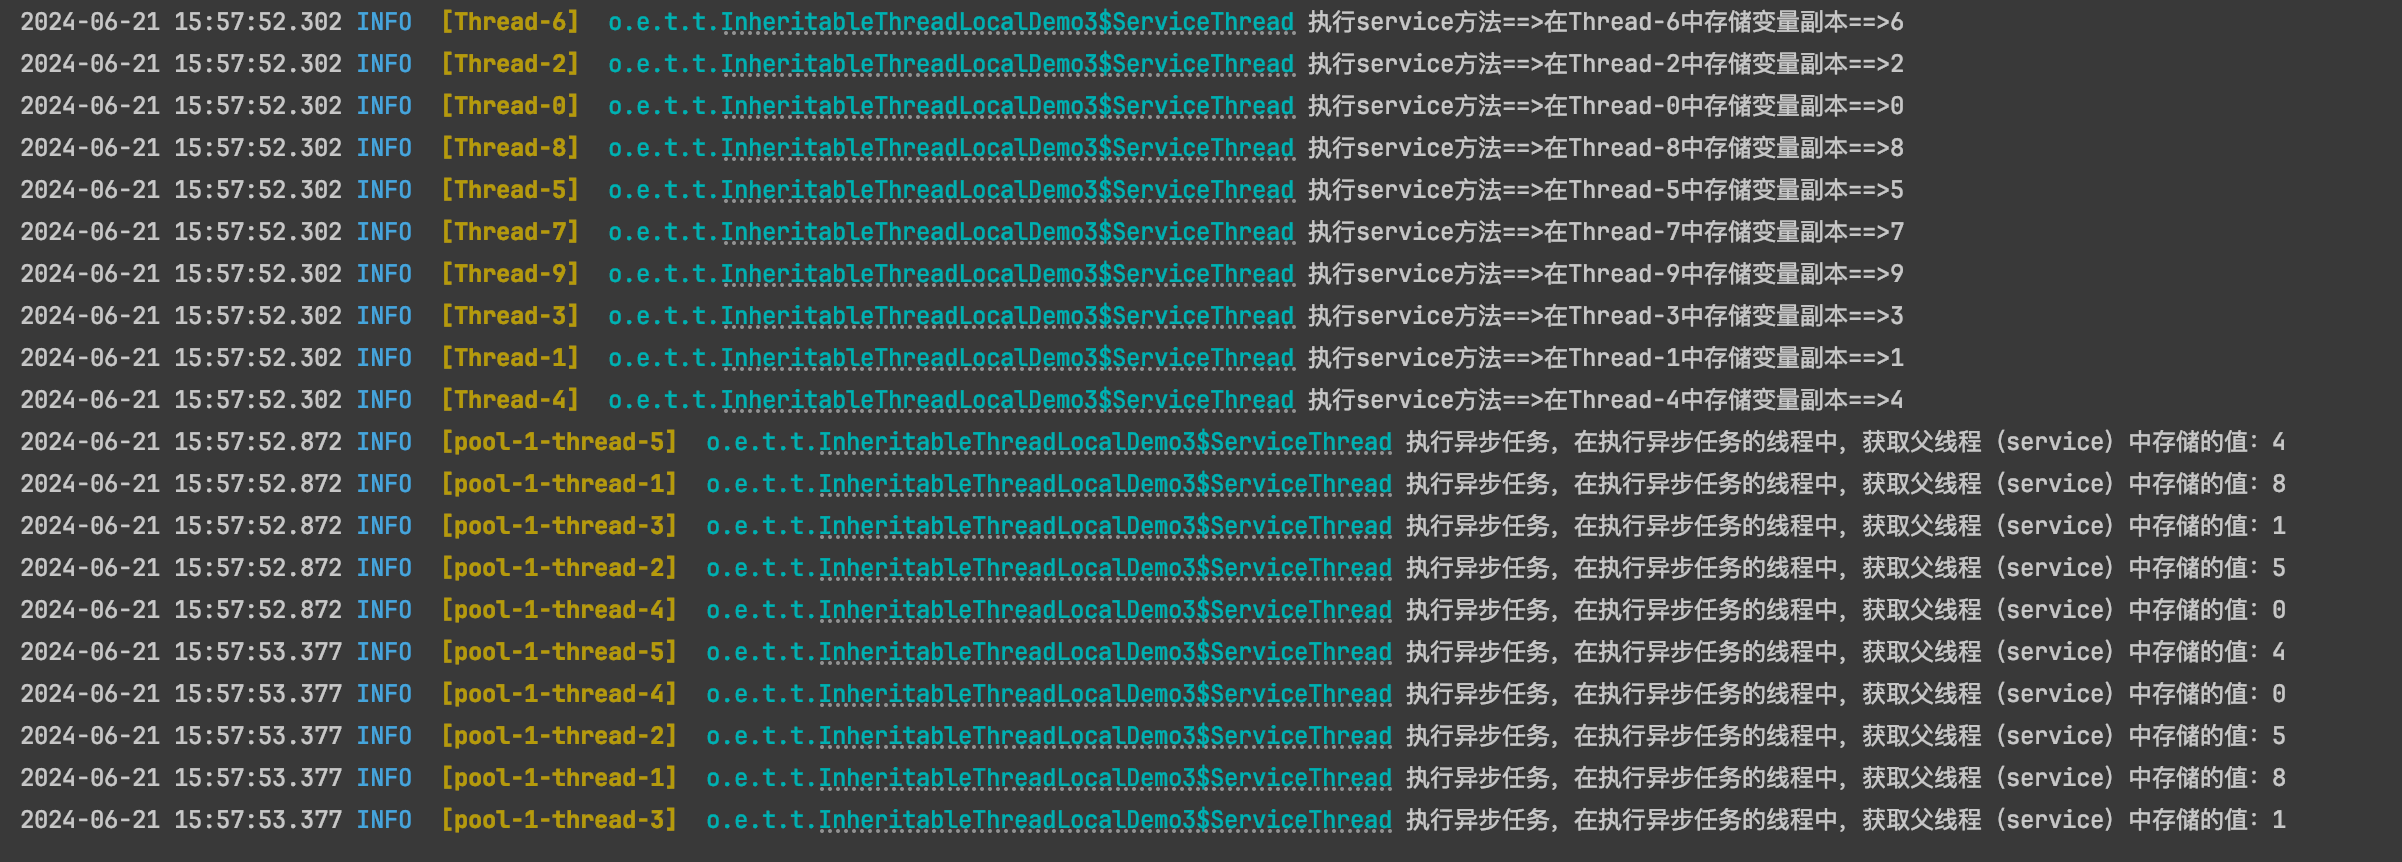 2024-06-21 15:57:52.302 INFO [Thread-6] o.e.t.t.InheritableThreadLocalDemo3$ServiceThread 执行service方法==>在Thread-6中存储变量副本==>6
2024-06-21 15:57:52.302 INFO [Thread-2] o.e.t.t.InheritableThreadLocalDemo3$ServiceThread 执行service方法==>在Thread-2中存储变量副本==>2
2024-06-21 15:57:52.302 INFO [Thread-0] o.e.t.t.InheritableThreadLocalDemo3$ServiceThread 执行service方法==>在Thread-0中存储变量副本==>0
2024-06-21 15:57:52.302 INFO [Thread-8] o.e.t.t.InheritableThreadLocalDemo3$ServiceThread 执行service方法==>在Thread-8中存储变量副本==>8
2024-06-21 15:57:52.302 INFO [Thread-5] o.e.t.t.InheritableThreadLocalDemo3$ServiceThread 执行service方法==>在Thread-5中存储变量副本==>5
2024-06-21 15:57:52.302 INFO [Thread-7] o.e.t.t.InheritableThreadLocalDemo3$ServiceThread 执行service方法==>在Thread-7中存储变量副本==>7
2024-06-21 15:57:52.302 INFO [Thread-9] o.e.t.t.InheritableThreadLocalDemo3$ServiceThread 执行service方法==>在Thread-9中存储变量副本==>9
2024-06-21 15:57:52.302 INFO [Thread-3] o.e.t.t.InheritableThreadLocalDemo3$ServiceThread 执行service方法==>在Thread-3中存储变量副本==>3
2024-06-21 15:57:52.302 INFO [Thread-1] o.e.t.t.InheritableThreadLocalDemo3$ServiceThread 执行service方法==>在Thread-1中存储变量副本==>1
2024-06-21 15:57:52.302 INFO [Thread-4] o.e.t.t.InheritableThreadLocalDemo3$ServiceThread 执行service方法==>在Thread-4中存储变量副本==>4
2024-06-21 15:57:52.872 INFO [pool-1-thread-5] o.e.t.t.InheritableThreadLocalDemo3$ServiceThread 执行异步任务，在执行异步任务的线程中，获取父线程（service）中存储的值：4
2024-06-21 15:57:52.872 INFO [pool-1-thread-1] o.e.t.t.InheritableThreadLocalDemo3$ServiceThread 执行异步任务，在执行异步任务的线程中，获取父线程（service）中存储的值：8
2024-06-21 15:57:52.872 INFO [pool-1-thread-3] o.e.t.t.InheritableThreadLocalDemo3$ServiceThread 执行异步任务，在执行异步任务的线程中，获取父线程（service）中存储的值：1
2024-06-21 15:57:52.872 INFO [pool-1-thread-2] o.e.t.t.InheritableThreadLocalDemo3$ServiceThread 执行异步任务，在执行异步任务的线程中，获取父线程（service）中存储的值：5
2024-06-21 15:57:52.872 INFO [pool-1-thread-4] o.e.t.t.InheritableThreadLocalDemo3$ServiceThread 执行异步任务，在执行异步任务的线程中，获取父线程（service）中存储的值：0
2024-06-21 15:57:53.377 INFO [pool-1-thread-5] o.e.t.t.InheritableThreadLocalDemo3$ServiceThread 执行异步任务，在执行异步任务的线程中，获取父线程（service）中存储的值：4
2024-06-21 15:57:53.377 INFO [pool-1-thread-4] o.e.t.t.InheritableThreadLocalDemo3$ServiceThread 执行异步任务，在执行异步任务的线程中，获取父线程（service）中存储的值：0
2024-06-21 15:57:53.377 INFO [pool-1-thread-2] o.e.t.t.InheritableThreadLocalDemo3$ServiceThread 执行异步任务，在执行异步任务的线程中，获取父线程（service）中存储的值：5
2024-06-21 15:57:53.377 INFO [pool-1-thread-1] o.e.t.t.InheritableThreadLocalDemo3$ServiceThread 执行异步任务，在执行异步任务的线程中，获取父线程（service）中存储的值：8
2024-06-21 15:57:53.377 INFO [pool-1-thread-3] o.e.t.t.InheritableThreadLocalDemo3$ServiceThread 执行异步任务，在执行异步任务的线程中，获取父线程（service）中存储的值：1